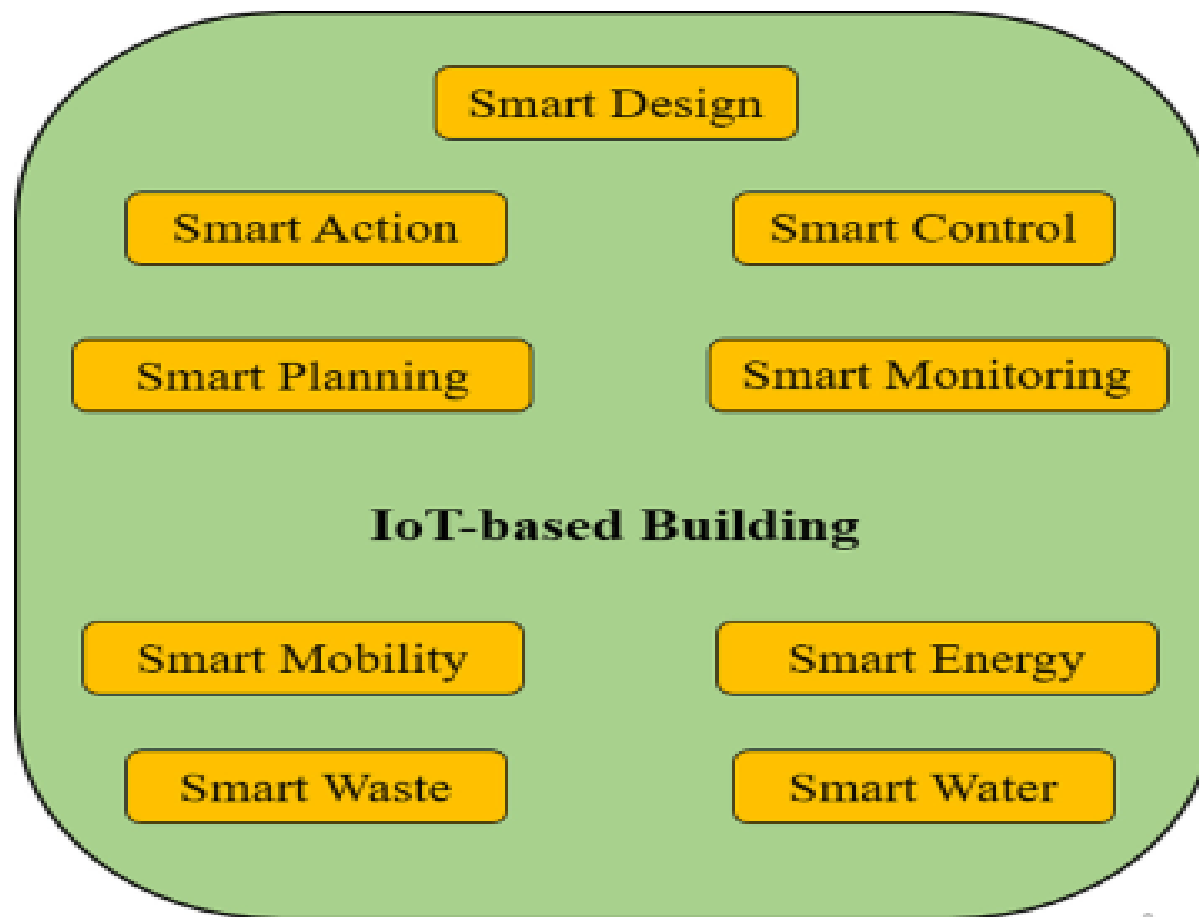 Smart Design
Smart Action
Smart Control
Smart Planning
Smart Monitoring
IoT-based Building
Smart Mobility
Smart Energy
Smart Waste
Smart Water